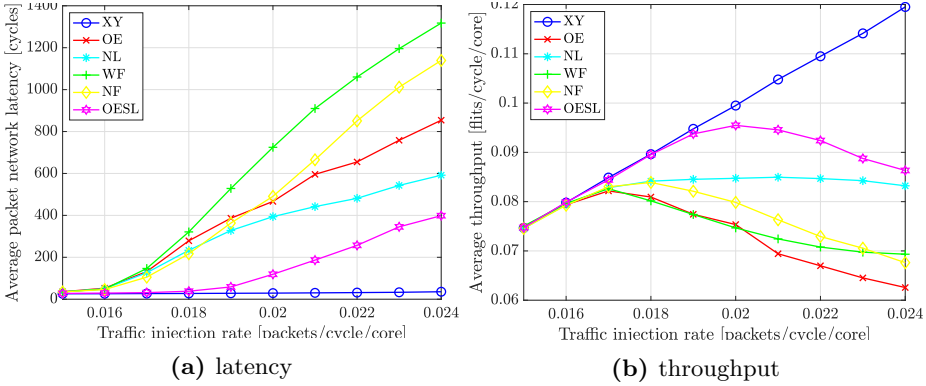 1400
1200
1000
800
600
400
200
0
Average packet network latency [cycles]
XY
OE
NL
WF
NF
OESL
0.016 0.018 0.02 0.022 0.024
Traffic injection rate [packets/cycle/core]
(a) latency
0.12
0.11
0.1
0.09
0.08
0.07
0.06
Average throughput [flits/cycle/core]
XY
OE
NL
WF
NF
OESL
0.016 0.018 0.02 0.022 0.024
Traffic injection rate [packets/cycle/core]
(b) throughput